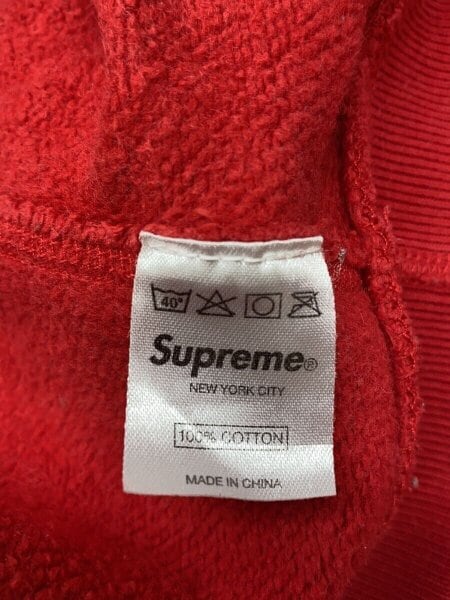 40°
Supreme®
NEW YORK CITY
100% COTTON
MADE IN CHINA